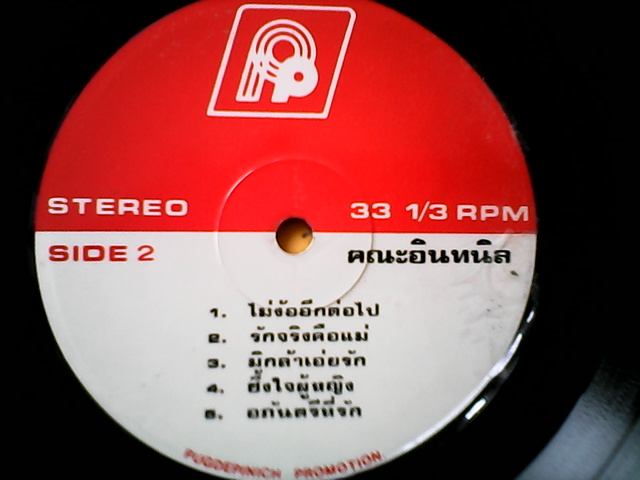 STEREO
33 1/3 RPM
SIDE 2
คณะอินทนิล
1. ไม่ง้ออีกต่อไป
2. รักจริงคือแม่
3. มิกล้าเอ่ยรัก
4. ซึ้งใจผู้หญิง
5. อกันตรีที่รัก
PUGDEPINICH PROMOTION.